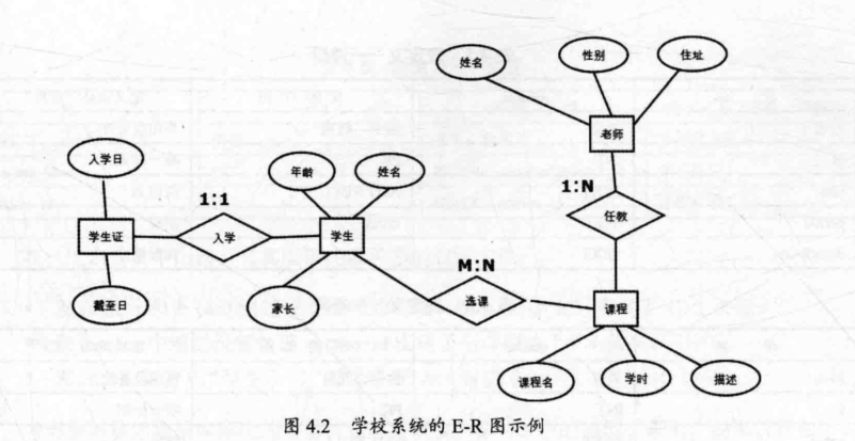 姓名
性别
住址
老师
入学日
年龄
姓名
1:1
1:N
学生证
入学
学生
任教
M:N
截至日
家长
选课
课程
课程名
学时
描述
图 4.2 学校系统的 E-R 图示例